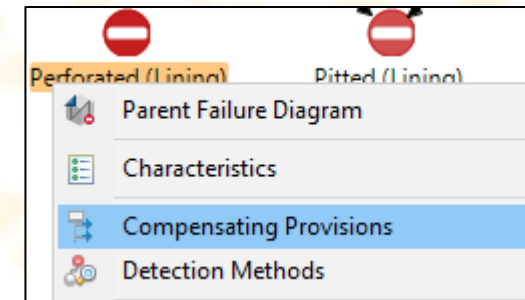 Perforated (Lining) Pitted (Lining)
Parent Failure Diagram
Characteristics
Compensating Provisions
Detection Methods